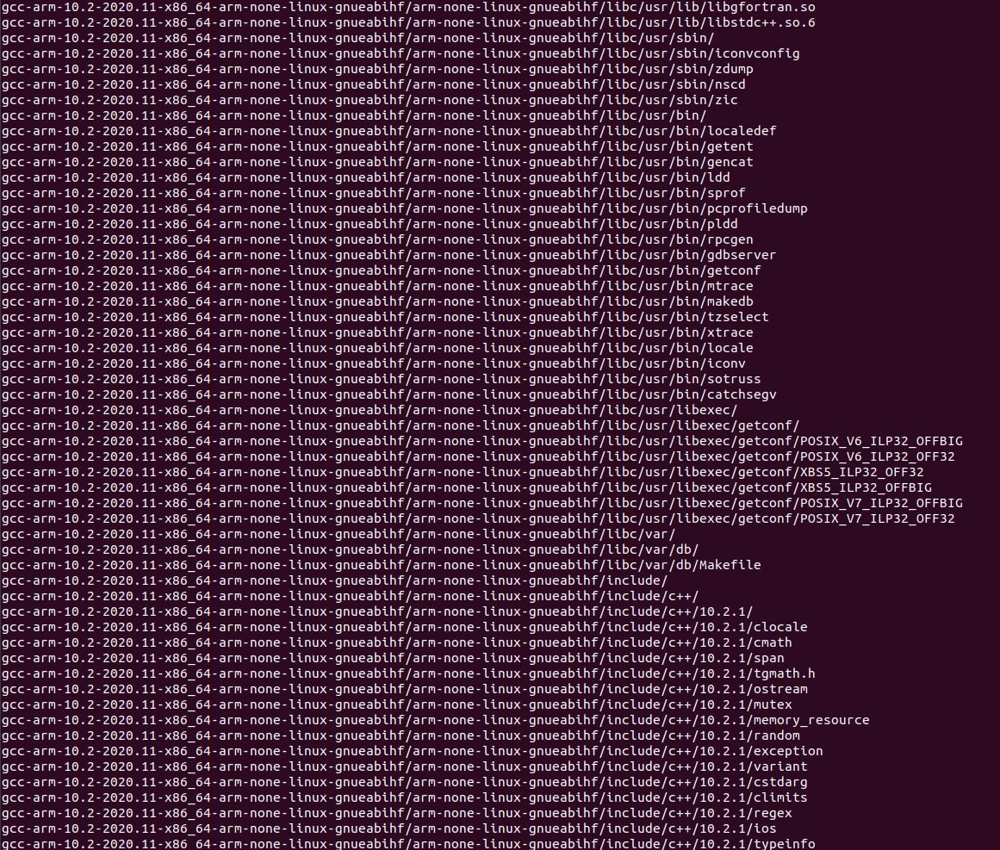 gcc-arm-10.2-2020.11-x86_64-arm-none-linux-gnueabihf/arm-none-linux-gnueabihf/libc/usr/lib/libgfortran.so
gcc-arm-10.2-2020.11-x86_64-arm-none-linux-gnueabihf/arm-none-linux-gnueabihf/libc/usr/lib/libstdc++.so.6
gcc-arm-10.2-2020.11-x86_64-arm-none-linux-gnueabihf/arm-none-linux-gnueabihf/libc/usr/sbin/
gcc-arm-10.2-2020.11-x86_64-arm-none-linux-gnueabihf/arm-none-linux-gnueabihf/libc/usr/sbin/iconvconfig
gcc-arm-10.2-2020.11-x86_64-arm-none-linux-gnueabihf/arm-none-linux-gnueabihf/libc/usr/sbin/zdump
gcc-arm-10.2-2020.11-x86_64-arm-none-linux-gnueabihf/arm-none-linux-gnueabihf/libc/usr/sbin/nscd
gcc-arm-10.2-2020.11-x86_64-arm-none-linux-gnueabihf/arm-none-linux-gnueabihf/libc/usr/sbin/zic
gcc-arm-10.2-2020.11-x86_64-arm-none-linux-gnueabihf/arm-none-linux-gnueabihf/libc/usr/bin/
gcc-arm-10.2-2020.11-x86_64-arm-none-linux-gnueabihf/arm-none-linux-gnueabihf/libc/usr/bin/localedef
gcc-arm-10.2-2020.11-x86_64-arm-none-linux-gnueabihf/arm-none-linux-gnueabihf/libc/usr/bin/getent
gcc-arm-10.2-2020.11-x86_64-arm-none-linux-gnueabihf/arm-none-linux-gnueabihf/libc/usr/bin/gencat
gcc-arm-10.2-2020.11-x86_64-arm-none-linux-gnueabihf/arm-none-linux-gnueabihf/libc/usr/bin/ldd
gcc-arm-10.2-2020.11-x86_64-arm-none-linux-gnueabihf/arm-none-linux-gnueabihf/libc/usr/bin/sprof
gcc-arm-10.2-2020.11-x86_64-arm-none-linux-gnueabihf/arm-none-linux-gnueabihf/libc/usr/bin/pcprofiledump
gcc-arm-10.2-2020.11-x86_64-arm-none-linux-gnueabihf/arm-none-linux-gnueabihf/libc/usr/bin/pldd
gcc-arm-10.2-2020.11-x86_64-arm-none-linux-gnueabihf/arm-none-linux-gnueabihf/libc/usr/bin/rpcgen
gcc-arm-10.2-2020.11-x86_64-arm-none-linux-gnueabihf/arm-none-linux-gnueabihf/libc/usr/bin/gdbserver
gcc-arm-10.2-2020.11-x86_64-arm-none-linux-gnueabihf/arm-none-linux-gnueabihf/libc/usr/bin/getconf
gcc-arm-10.2-2020.11-x86_64-arm-none-linux-gnueabihf/arm-none-linux-gnueabihf/libc/usr/bin/mtrace
gcc-arm-10.2-2020.11-x86_64-arm-none-linux-gnueabihf/arm-none-linux-gnueabihf/libc/usr/bin/makedb
gcc-arm-10.2-2020.11-x86_64-arm-none-linux-gnueabihf/arm-none-linux-gnueabihf/libc/usr/bin/tzselect
gcc-arm-10.2-2020.11-x86_64-arm-none-linux-gnueabihf/arm-none-linux-gnueabihf/libc/usr/bin/xtrace
gcc-arm-10.2-2020.11-x86_64-arm-none-linux-gnueabihf/arm-none-linux-gnueabihf/libc/usr/bin/locale
gcc-arm-10.2-2020.11-x86_64-arm-none-linux-gnueabihf/arm-none-linux-gnueabihf/libc/usr/bin/iconv
gcc-arm-10.2-2020.11-x86_64-arm-none-linux-gnueabihf/arm-none-linux-gnueabihf/libc/usr/bin/sotruss
gcc-arm-10.2-2020.11-x86_64-arm-none-linux-gnueabihf/arm-none-linux-gnueabihf/libc/usr/bin/catchsegv
gcc-arm-10.2-2020.11-x86_64-arm-none-linux-gnueabihf/arm-none-linux-gnueabihf/libc/usr/libexec/
gcc-arm-10.2-2020.11-x86_64-arm-none-linux-gnueabihf/arm-none-linux-gnueabihf/libc/usr/libexec/getconf/
gcc-arm-10.2-2020.11-x86_64-arm-none-linux-gnueabihf/arm-none-linux-gnueabihf/libc/usr/libexec/getconf/POSIX_V6_ILP32_OFFBIG
gcc-arm-10.2-2020.11-x86_64-arm-none-linux-gnueabihf/arm-none-linux-gnueabihf/libc/usr/libexec/getconf/POSIX_V6_ILP32_OFF32
gcc-arm-10.2-2020.11-x86_64-arm-none-linux-gnueabihf/arm-none-linux-gnueabihf/libc/usr/libexec/getconf/XBS5_ILP32_OFF32
gcc-arm-10.2-2020.11-x86_64-arm-none-linux-gnueabihf/arm-none-linux-gnueabihf/libc/usr/libexec/getconf/XBS5_ILP32_OFFBIG
gcc-arm-10.2-2020.11-x86_64-arm-none-linux-gnueabihf/arm-none-linux-gnueabihf/libc/usr/libexec/getconf/POSIX_V7_ILP32_OFFBIG
gcc-arm-10.2-2020.11-x86_64-arm-none-linux-gnueabihf/arm-none-linux-gnueabihf/libc/usr/libexec/getconf/POSIX_V7_ILP32_OFF32
gcc-arm-10.2-2020.11-x86_64-arm-none-linux-gnueabihf/arm-none-linux-gnueabihf/libc/var/
gcc-arm-10.2-2020.11-x86_64-arm-none-linux-gnueabihf/arm-none-linux-gnueabihf/libc/var/db/
gcc-arm-10.2-2020.11-x86_64-arm-none-linux-gnueabihf/arm-none-linux-gnueabihf/libc/var/db/Makefile
gcc-arm-10.2-2020.11-x86_64-arm-none-linux-gnueabihf/arm-none-linux-gnueabihf/include/
gcc-arm-10.2-2020.11-x86_64-arm-none-linux-gnueabihf/arm-none-linux-gnueabihf/include/c++/
gcc-arm-10.2-2020.11-x86_64-arm-none-linux-gnueabihf/arm-none-linux-gnueabihf/include/c++/10.2.1/
gcc-arm-10.2-2020.11-x86_64-arm-none-linux-gnueabihf/arm-none-linux-gnueabihf/include/c++/10.2.1/clocale
gcc-arm-10.2-2020.11-x86_64-arm-none-linux-gnueabihf/arm-none-linux-gnueabihf/include/c++/10.2.1/cmath
gcc-arm-10.2-2020.11-x86_64-arm-none-linux-gnueabihf/arm-none-linux-gnueabihf/include/c++/10.2.1/span
gcc-arm-10.2-2020.11-x86_64-arm-none-linux-gnueabihf/arm-none-linux-gnueabihf/include/c++/10.2.1/tgmath.h
gcc-arm-10.2-2020.11-x86_64-arm-none-linux-gnueabihf/arm-none-linux-gnueabihf/include/c++/10.2.1/ostream
gcc-arm-10.2-2020.11-x86_64-arm-none-linux-gnueabihf/arm-none-linux-gnueabihf/include/c++/10.2.1/mutex
gcc-arm-10.2-2020.11-x86_64-arm-none-linux-gnueabihf/arm-none-linux-gnueabihf/include/c++/10.2.1/memory_resource
gcc-arm-10.2-2020.11-x86_64-arm-none-linux-gnueabihf/arm-none-linux-gnueabihf/include/c++/10.2.1/random
gcc-arm-10.2-2020.11-x86_64-arm-none-linux-gnueabihf/arm-none-linux-gnueabihf/include/c++/10.2.1/exception
gcc-arm-10.2-2020.11-x86_64-arm-none-linux-gnueabihf/arm-none-linux-gnueabihf/include/c++/10.2.1/variant
gcc-arm-10.2-2020.11-x86_64-arm-none-linux-gnueabihf/arm-none-linux-gnueabihf/include/c++/10.2.1/cstdarg
gcc-arm-10.2-2020.11-x86_64-arm-none-linux-gnueabihf/arm-none-linux-gnueabihf/include/c++/10.2.1/climits
gcc-arm-10.2-2020.11-x86_64-arm-none-linux-gnueabihf/arm-none-linux-gnueabihf/include/c++/10.2.1/regex
gcc-arm-10.2-2020.11-x86_64-arm-none-linux-gnueabihf/arm-none-linux-gnueabihf/include/c++/10.2.1/ios
gcc-arm-10.2-2020.11-x86_64-arm-none-linux-gnueabihf/arm-none-linux-gnueabihf/include/c++/10.2.1/typeinfo